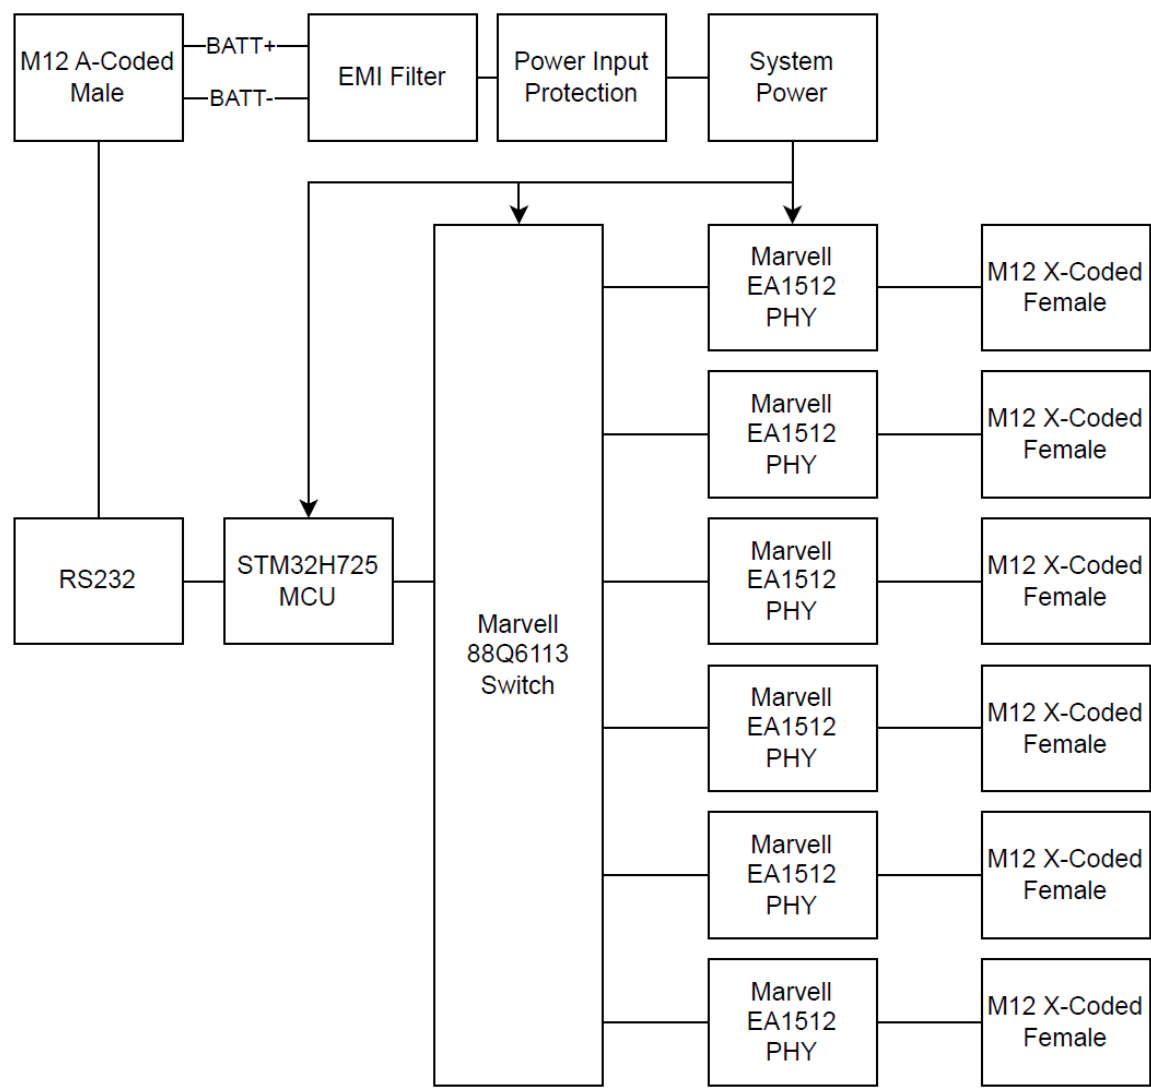 M12 A-Coded
Male
BATT+
BATT-
EMI Filter
Power Input
Protection
System
Power
Marvell
EA1512
PHY
M12 X-Coded
Female
Marvell
EA1512
PHY
M12 X-Coded
Female
RS232
STM32H725
MCU
Marvell
88Q6113
Switch
Marvell
EA1512
PHY
M12 X-Coded
Female
Marvell
EA1512
PHY
M12 X-Coded
Female
Marvell
EA1512
PHY
M12 X-Coded
Female
Marvell
EA1512
PHY
M12 X-Coded
Female